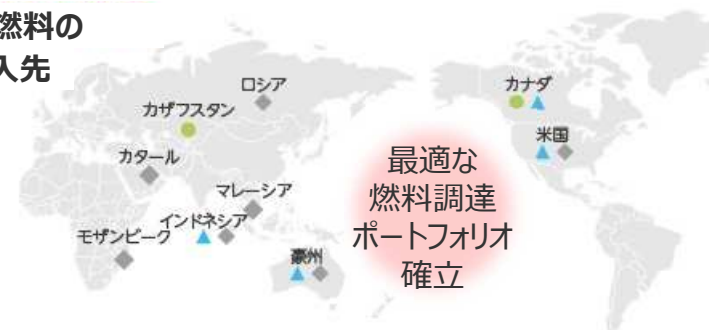 燃料の
入先
ロシア
カザフスタン
カタール
マレーシア
インドネシア
モザンビーク
豪州
カナダ
米国
最適な
燃料調達
ポートフォリオ
確立